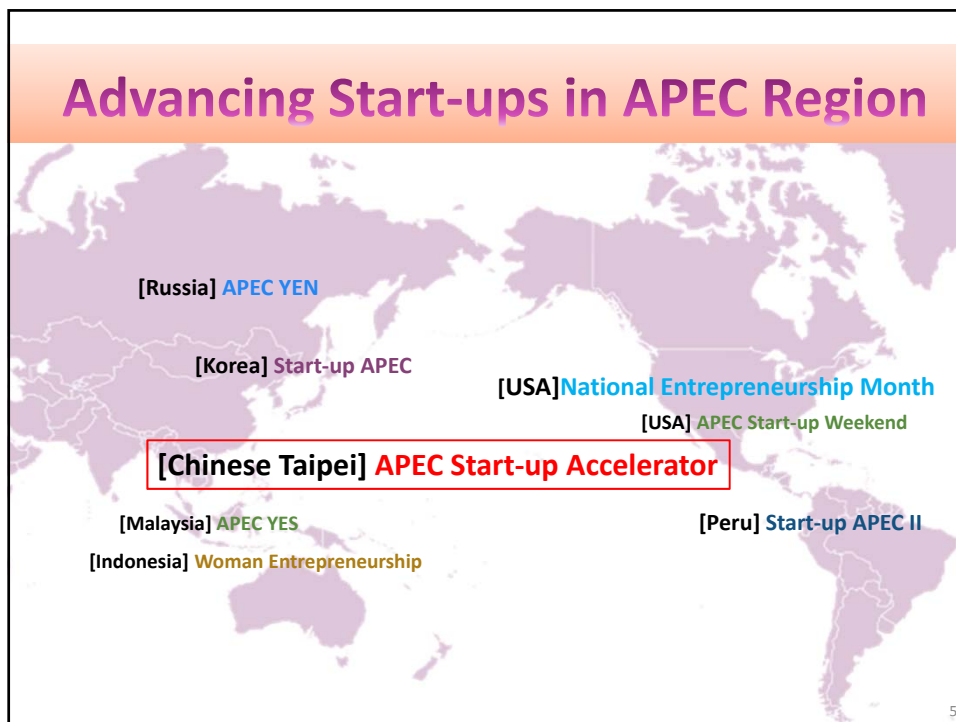 Advancing Start-ups in APEC Region
[Russia] APEC YEN
[Korea] Start-up APEC
[USA]National Entrepreneurship Month
[USA] APEC Start-up Weekend
[Chinese Taipei] APEC Start-up Accelerator
[Malaysia] APEC YES
[Peru] Start-up APEC II
[Indonesia] Woman Entrepreneurship
5